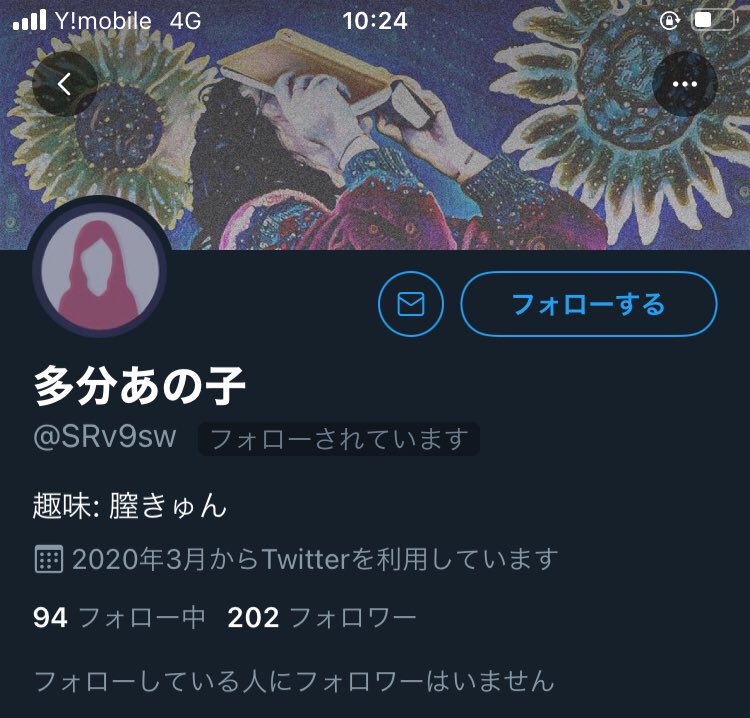 Y!mobile 4G 10:24
フォローする
多分あの子
@SRv9sw フォローされています
趣味: 膣きゅん
2020年3月からTwitterを利用しています
94 フォロー中 202 フォロワー
フォローしている人にフォロワーはいません